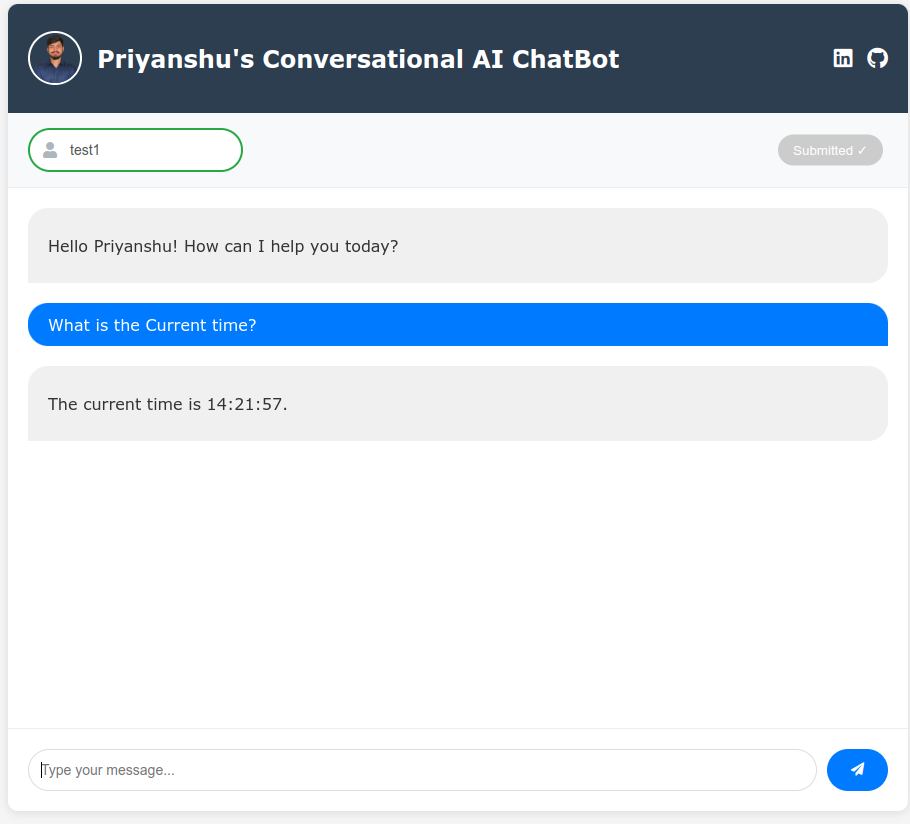 Priyanshu's Conversational AI ChatBot
in
test1
Submitted ✓
Hello Priyanshu! How can I help you today?
What is the Current time?
The current time is 14:21:57.
Type your message...